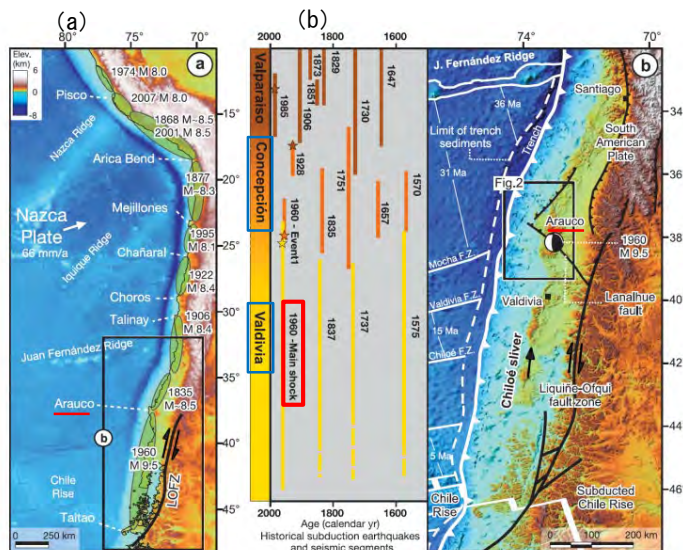 (a)
(b)
80°
75°
70°
Elev.
(km)
6
0
-8
a
1974 M 8.0
Pisco
2007 M 8.0
1868 M~8.5
2001 M 8.5
15°
Nazca Ridge
Arica Bend
20°
1877
M~8.3
Nazca
Plate
66 mm/a
Mejillones
Iquique Ridge
1995
M 8.1
25°
Chañaral
1922
M 8.4
Choros
30°
Talinay
1906
M 8.4
Juan Fernández Ridge
35°
1835
M~8.5
Arauco
b
40°
1960
M 9.5
LOFZ
Chile
Rise
45°
Taltao
0 250 km
Valparaiso
Concepción
Valdivia
1985
1906
1851
1873
1829
1730
1647
1928
1960 - Event1
1835
1751
1657
1570
1960 -Main shock
1837
1737
1575
2000 1900 1800 1700 1600
Age (calendar yr)
Historical subduction earthquakes
and seismic segments
74°
70°
b
J. Fernández Ridge
36 Ma
Santiago
34°
Limit of trench
sediments
Trench
South
American
Plate
31 Ma
Fig.2
36°
Arauco
1960
M 9.5
38°
Mocha F.Z.
Lanalhue
fault
Valdivia F.Z.
Valdivia
40°
15 Ma
Chiloé F.Z.
Chiloé sliver
Liquiñe-Ofqui
fault zone
42°
44°
5 Ma
Chile
Rise
Subducted
Chile Rise
46°
74°
0 100 200
km